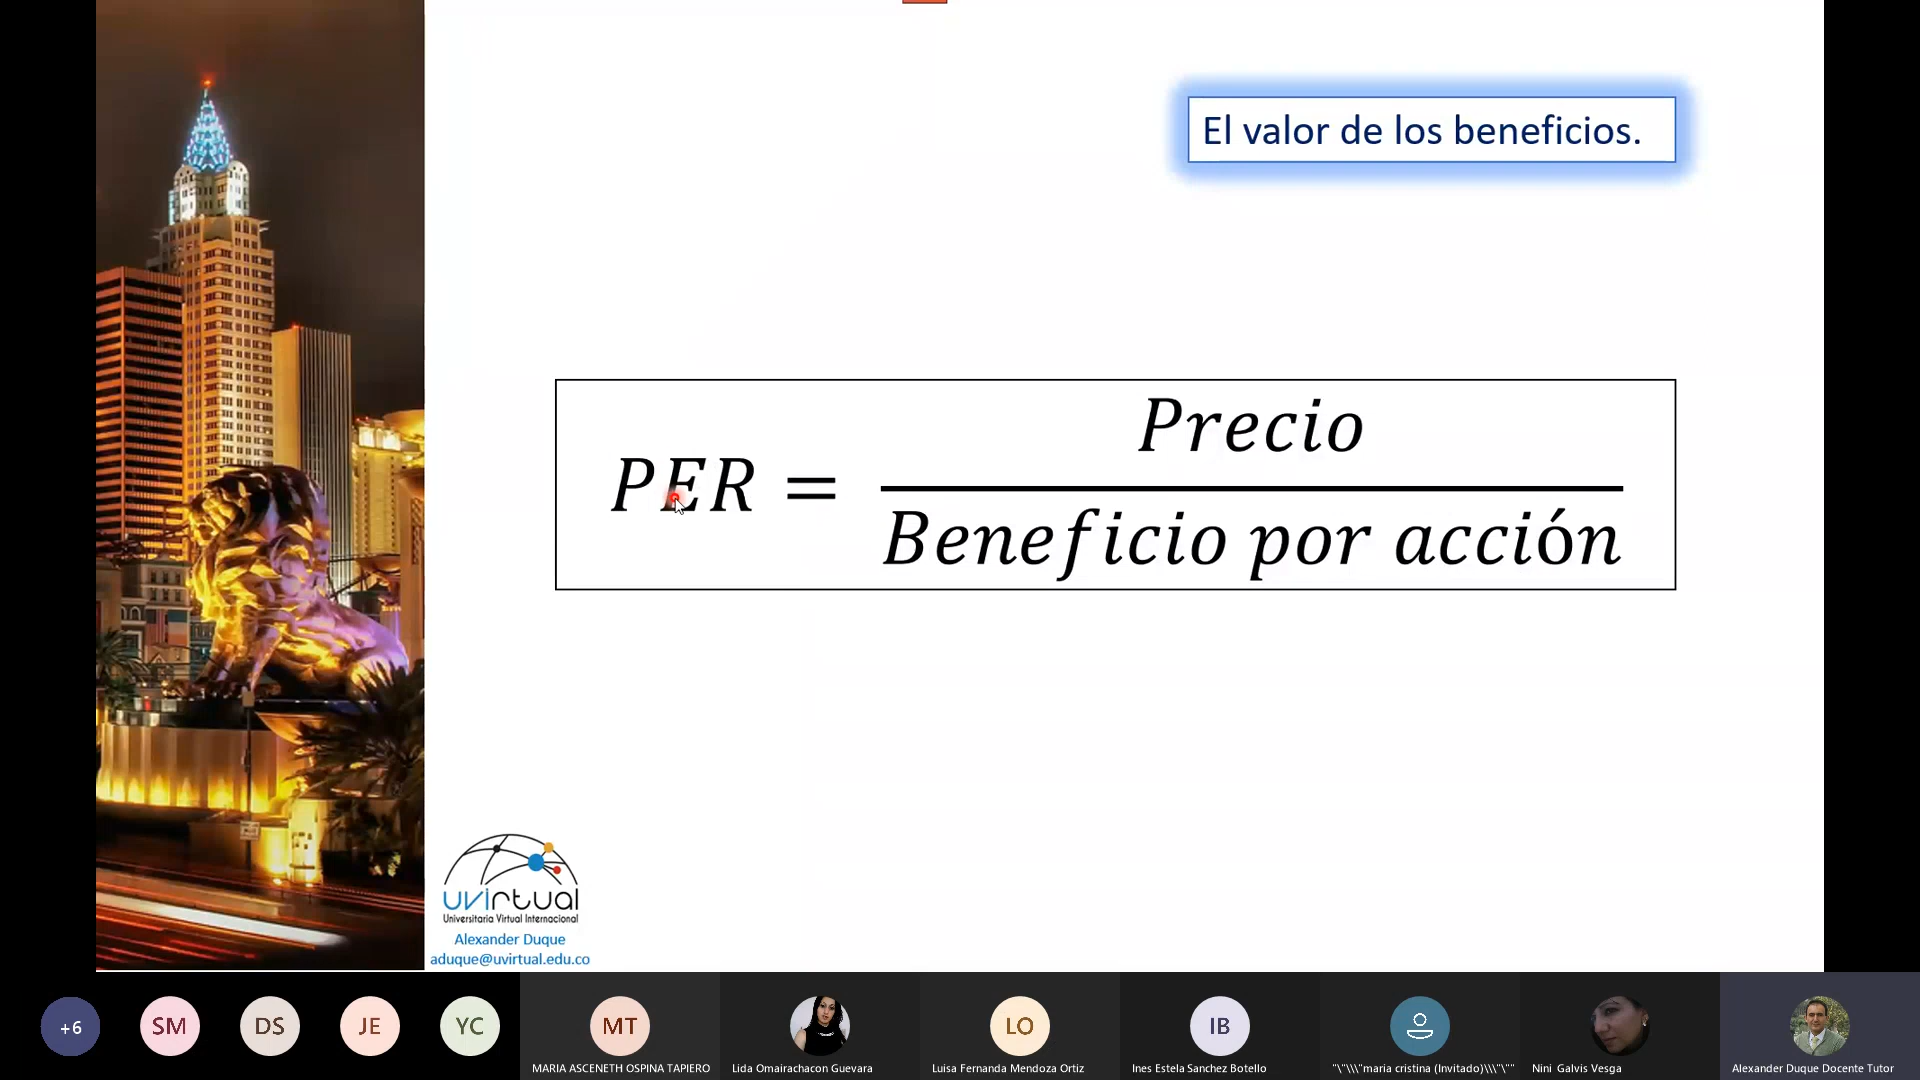 El valor de los beneficios.
PER = Precio
Beneficio por acción
uvirtual
Universitaria Virtual Internacional
Alexander Duque
aduque@uvirtual.edu.co
+6
SM
DS
JE
YC
MT
LO
IB
MARIA ASCENETH OSPINA TAPIERO
Lida Omairachacon Guevara
Luisa Fernanda Mendoza Ortiz
Ines Estela Sanchez Botello
"\"\\\"maria cristina (Invitado)\\\"\""
Nini Galvis Vesga
Alexander Duque Docente Tutor